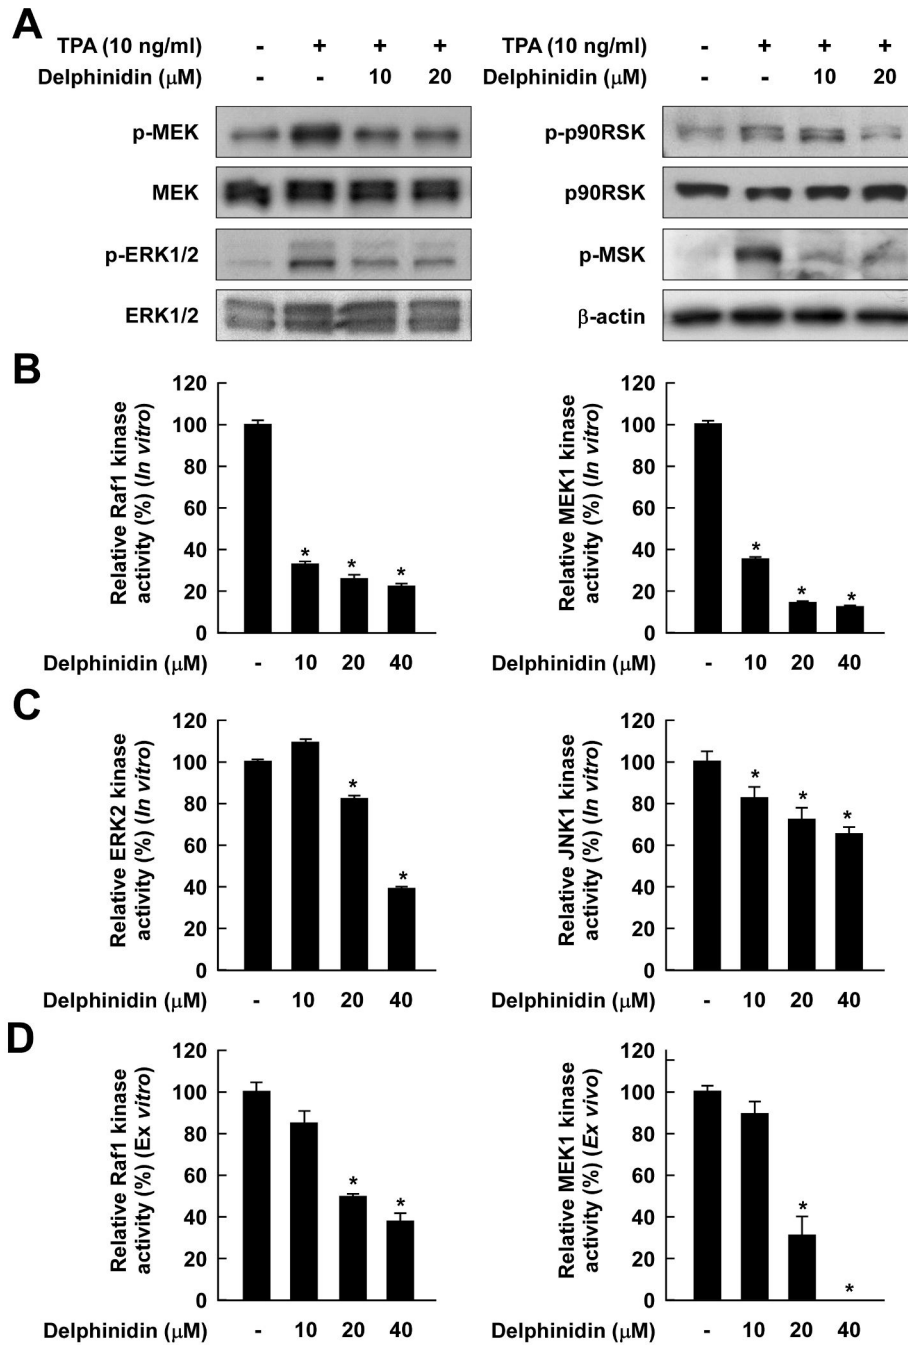 A
TPA (10 ng/ml) - + + +
Delphinidin (μM) - - 10 20
p-MEK
MEK
p-ERK1/2
ERK1/2
TPA (10 ng/ml) - + + +
Delphinidin (μM) - - 10 20
p-p90RSK
p90RSK
p-MSK
β-actin
B
Relative Raf1 kinase
activity (%) (In vitro)
120
100
80
60
40
20
0
* * *
Delphinidin (μM) - 10 20 40
Relative MEK1 kinase
activity (%) (In vitro)
120
100
80
60
40
20
0
* * *
Delphinidin (μM) - 10 20 40
C
Relative ERK2 kinase
activity (%) (In vitro)
120
100
80
60
40
20
0
* *
Delphinidin (μM) - 10 20 40
Relative JNK1 kinase
activity (%) (In vitro)
120
100
80
60
40
20
0
* * *
Delphinidin (μM) - 10 20 40
D
Relative Raf1 kinase
activity (%) (Ex vitro)
120
100
80
60
40
20
0
* *
Delphinidin (μM) - 10 20 40
Relative MEK1 kinase
activity (%) (Ex vivo)
120
100
80
60
40
20
0
* *
Delphinidin (μM) - 10 20 40